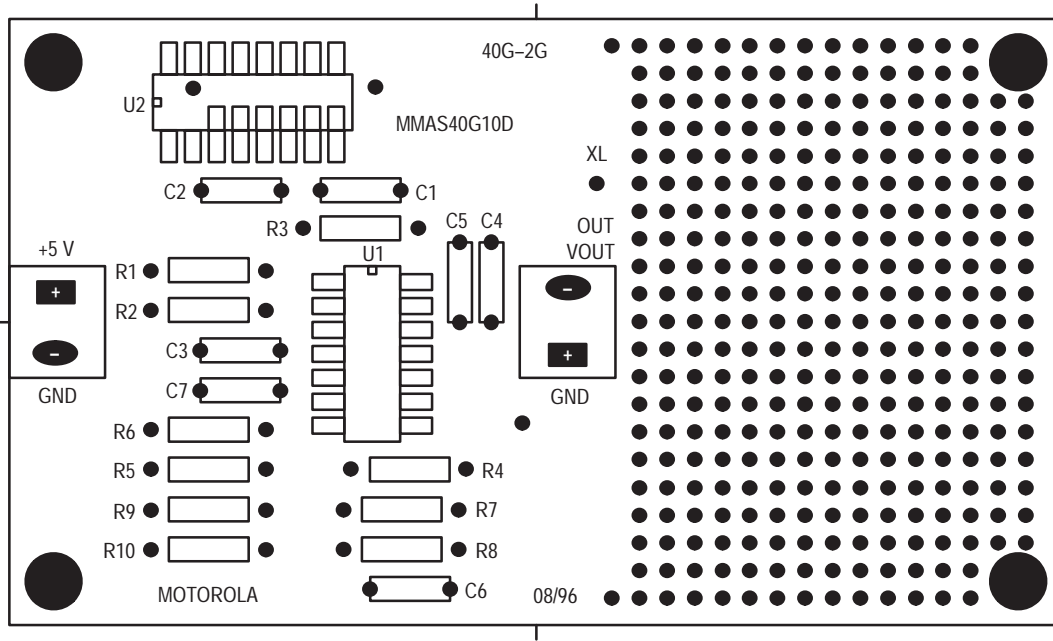 40G–2G
U2
MMAS40G10D
XL
C2
C1
R3
C5 C4
OUT
VOUT
+5 V
U1
R1
+
-
R2
C3
-
+
GND
C7
GND
R6
R5
R4
R9
R7
R10
R8
MOTOROLA
C6
08/96